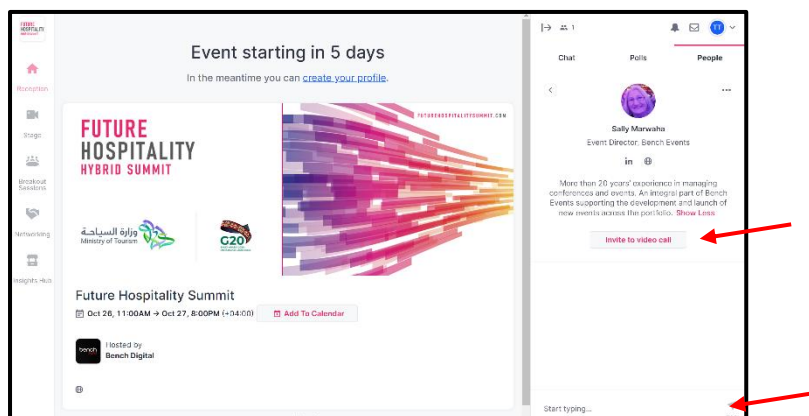 FUTURE
HOSPITALITY
Reception
Stage
Breakout
Sessions
Networking
Insights Hub
Event starting in 5 days
In the meantime you can create your profile.
FUTURE
HOSPITALITY
HYBRID SUMMIT
FUTUREHOSPITALITYSUMMIT.COM
وزارة السياحة
Ministry of Tourism
G20
Future Hospitality Summit
Oct 26, 11:00AM → Oct 27, 8:00PM (+04:00)
Add To Calendar
bench
Hosted by
Bench Digital
1
TT
Chat
Polls
People
Sally Marwaha
Event Director, Bench Events
in
More than 20 years' experience in managing
conferences and events. An integral part of Bench
Events supporting the development and launch of
new events across the portfolio. Show Less
Invite to video call
Start typing...